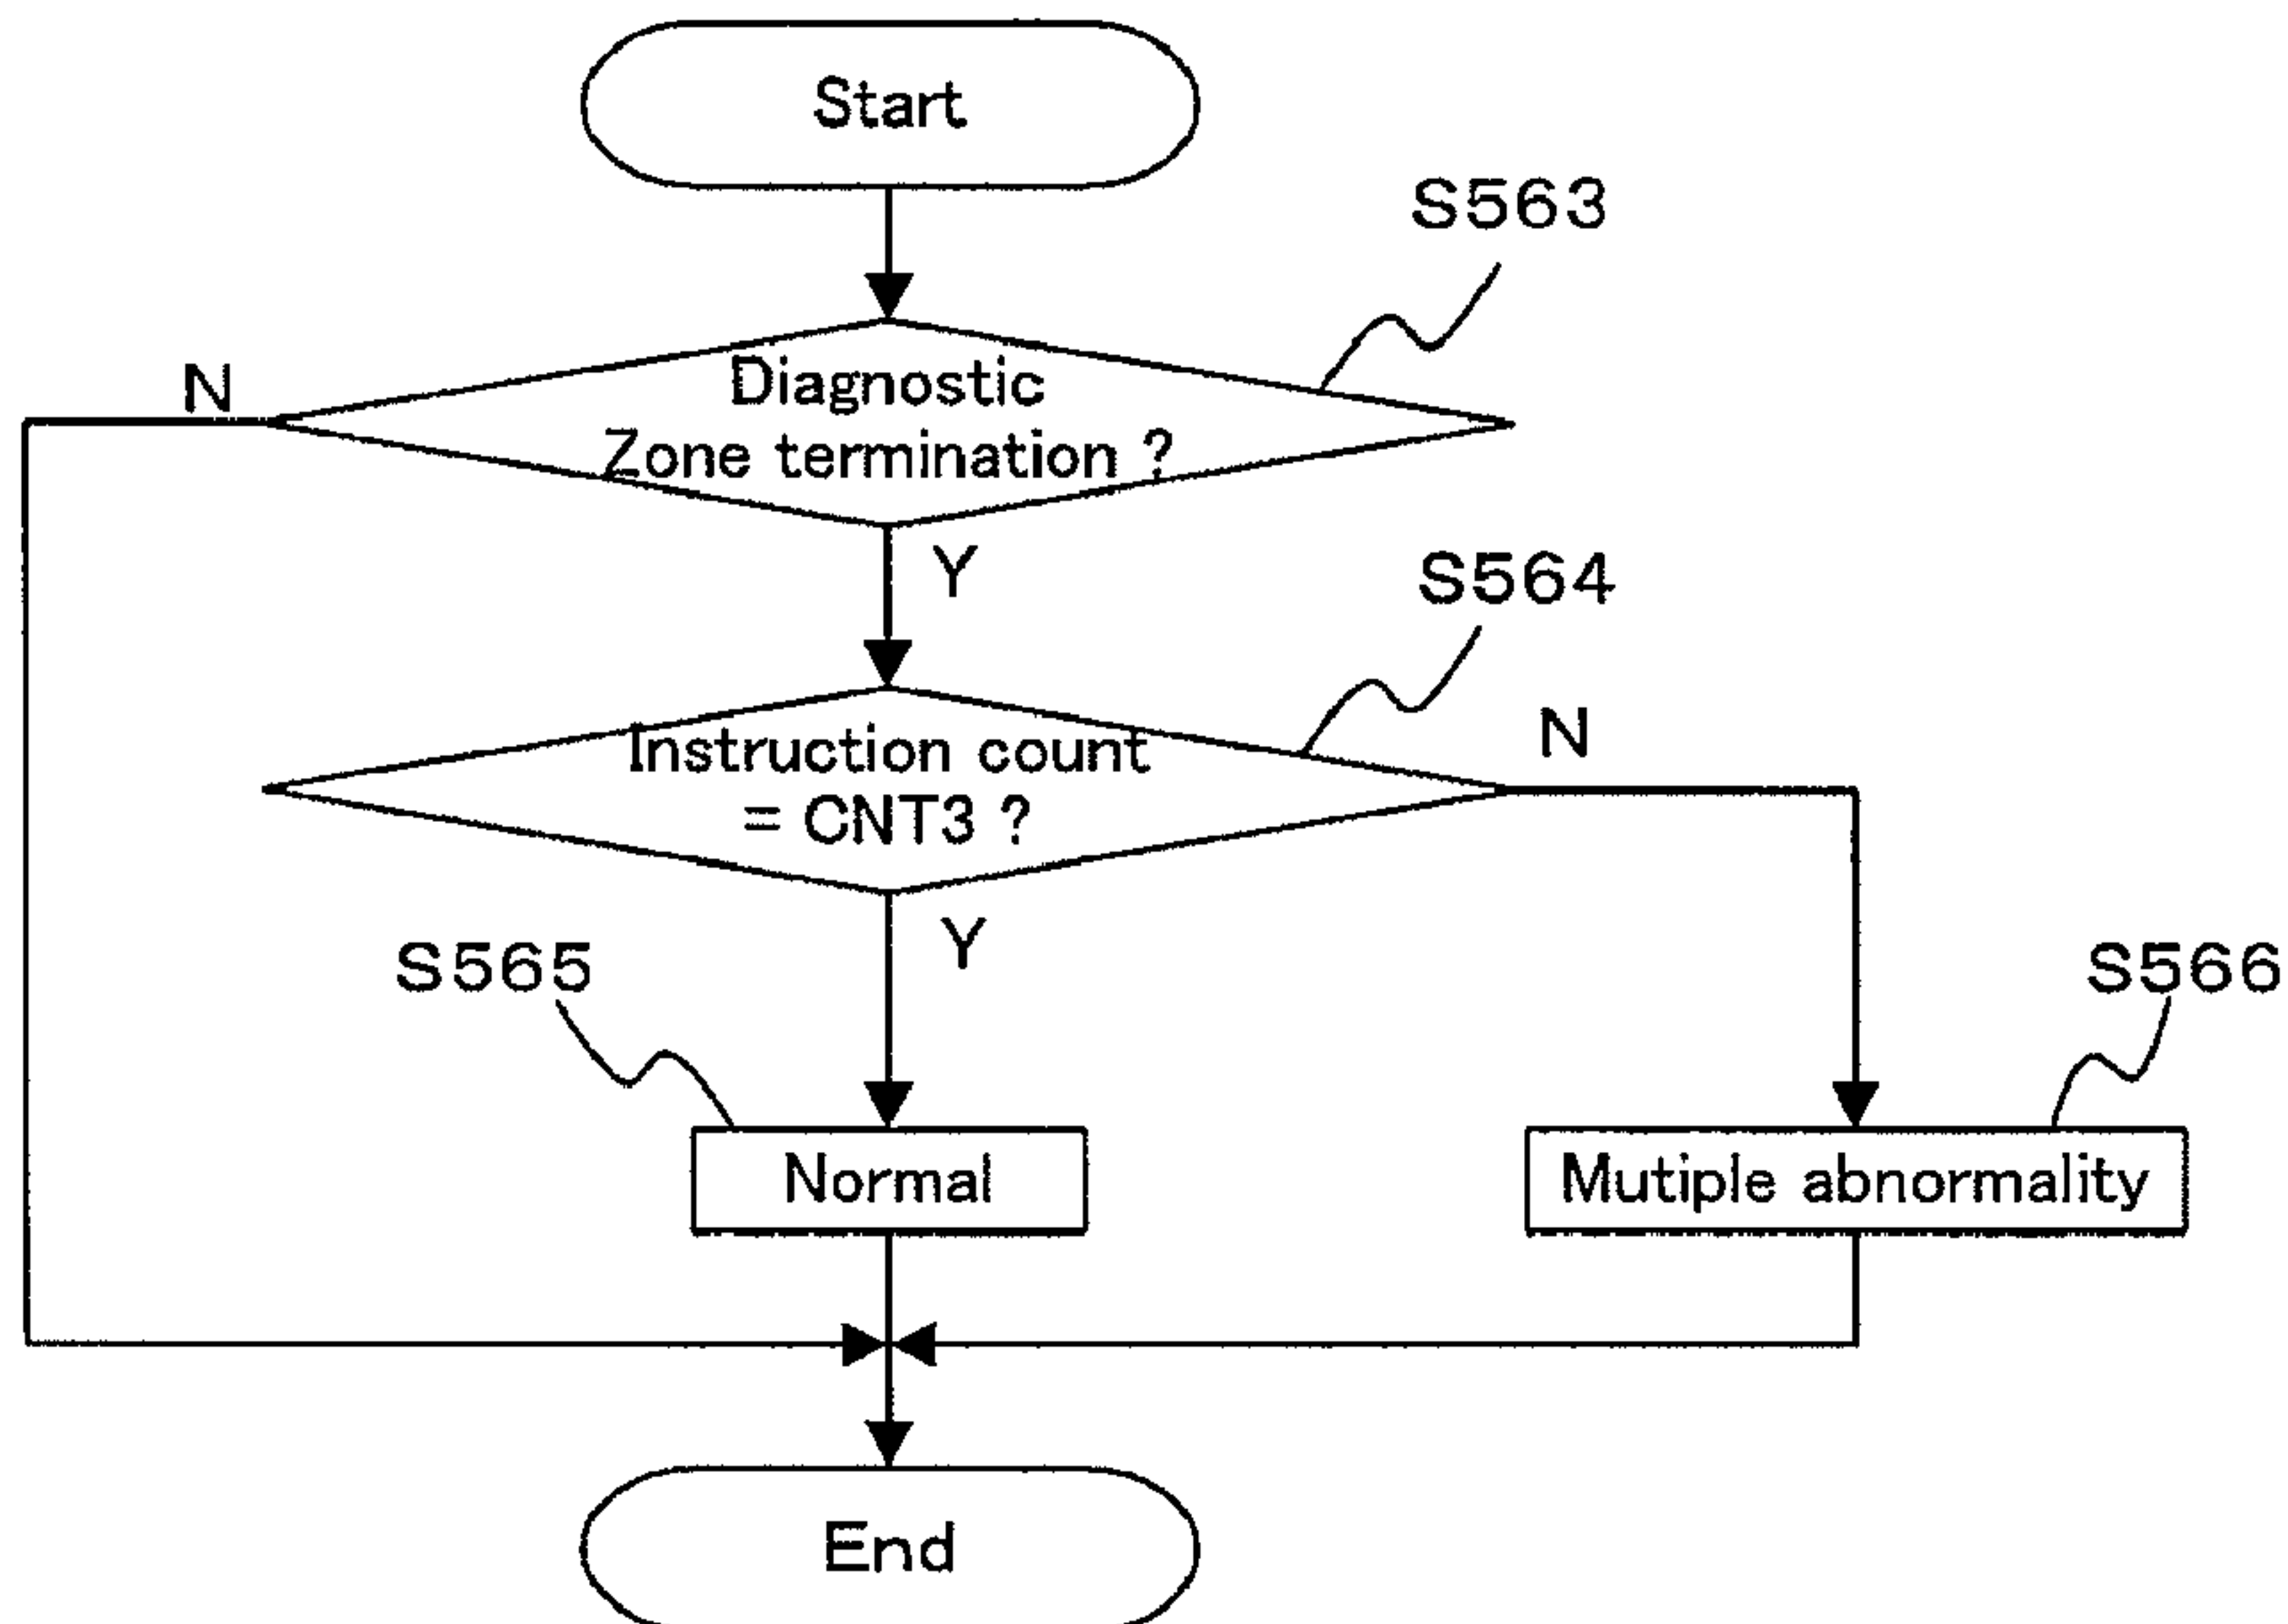 Start
S563
N
Diagnostic
Zone termination ?
Y
S564
Instruction count
= CNT3 ?
N
Y
S565
S566
Normal
Mutiple abnormality
End